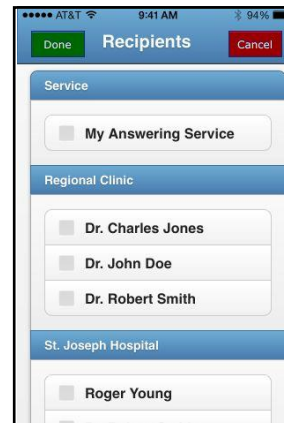 AT&T 9:41 AM 94%
Done Recipients Cancel
Service
My Answering Service
Regional Clinic
Dr. Charles Jones
Dr. John Doe
Dr. Robert Smith
St. Joseph Hospital
Roger Young